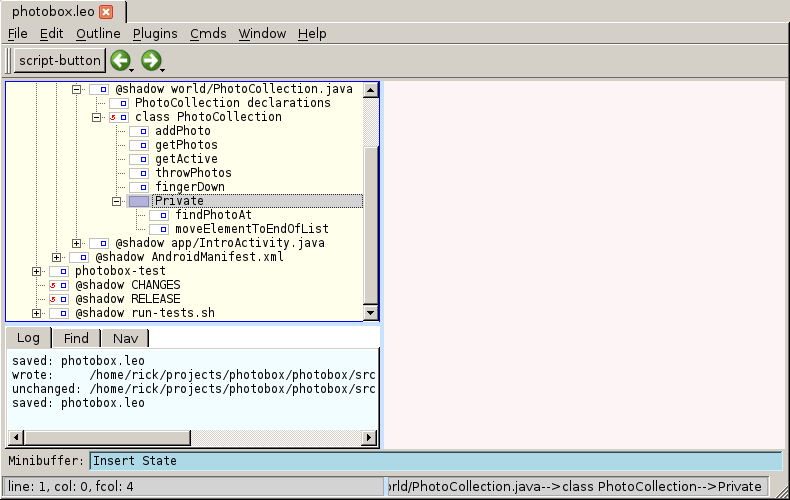 photobox.leo
File Edit Outline Plugins Cmds Window Help
script-button
@shadow world/PhotoCollection.java
PhotoCollection declarations
class PhotoCollection
addPhoto
getPhotos
getActive
throwPhotos
fingerDown
Private
findPhotoAt
moveElementToEndOfList
@shadow app/IntroActivity.java
@shadow AndroidManifest.xml
photobox-test
@shadow CHANGES
@shadow RELEASE
@shadow run-tests.sh
Log Find Nav
saved: photobox.leo
wrote: /home/rick/projects/photobox/photobox/src
unchanged: /home/rick/projects/photobox/photobox/src
saved: photobox.leo
Minibuffer: Insert State
line: 1, col: 0, fcol: 4 rld/PhotoCollection.java-->class PhotoCollection-->Private